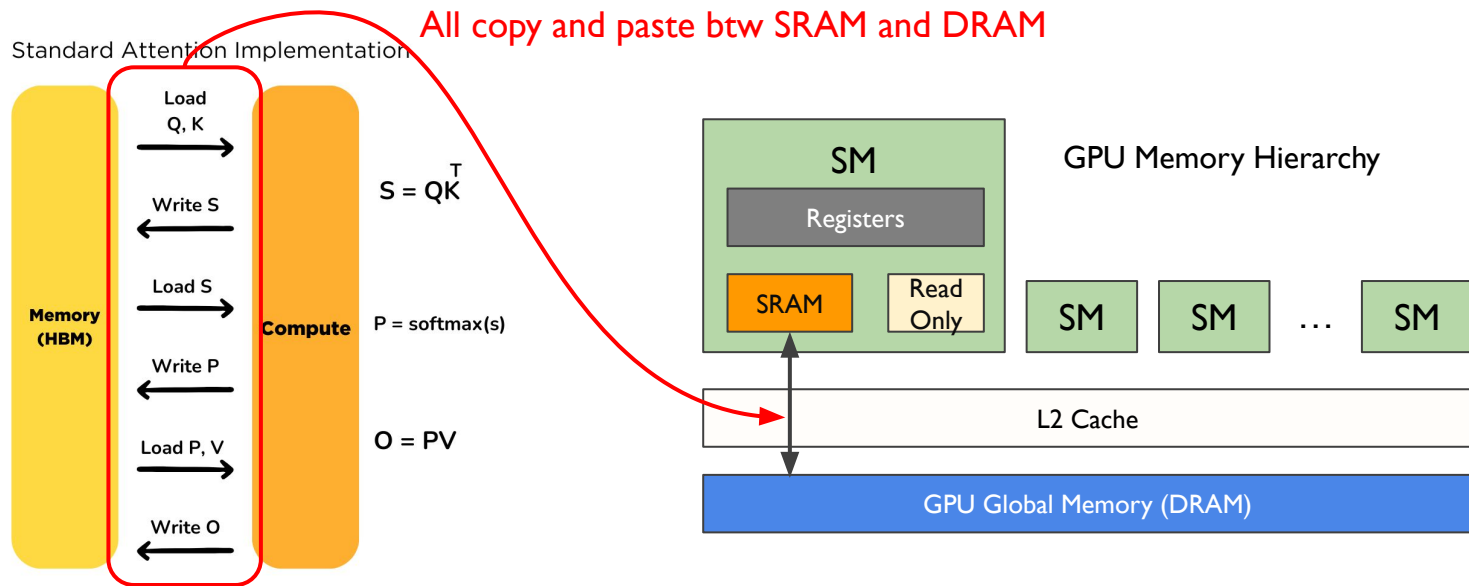 All copy and paste btw SRAM and DRAM
Standard Attention Implementation
Load
Q, K
Write S
Load S
Write P
Load P, V
Write O
Memory
(HBM)
Compute
S = QK^T
P = softmax(s)
O = PV
GPU Memory Hierarchy
SM
Registers
SRAM
Read
Only
SM
SM
...
SM
L2 Cache
GPU Global Memory (DRAM)